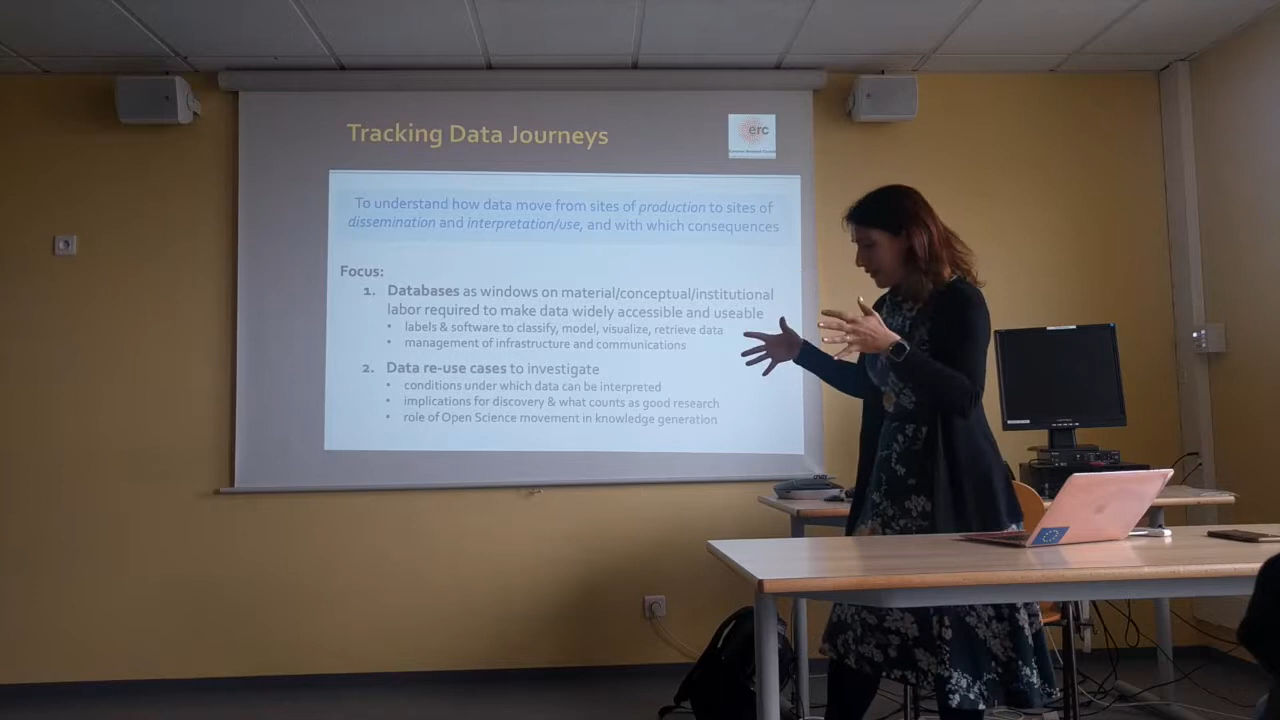 Tracking Data Journeys
erc
European Research Council
To understand how data move from sites of production to sites of
dissemination and interpretation/use, and with which consequences
Focus:
1. Databases as windows on material/conceptual/institutional
labor required to make data widely accessible and useable
• labels & software to classify, model, visualize, retrieve data
• management of infrastructure and communications
2. Data re-use cases to investigate
• conditions under which data can be interpreted
• implications for discovery & what counts as good research
• role of Open Science movement in knowledge generation